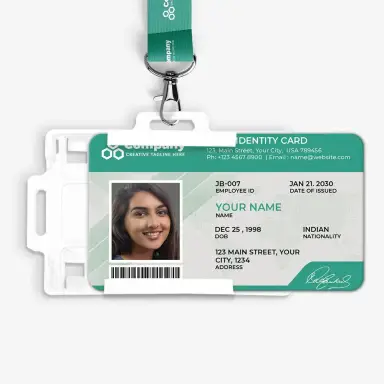 Company
Company
CREATIVE TAGLINE HERE
IDENTITY CARD
123, Main Street, Your City, USA 789456
Ph: +123 4567 8900 | Email: name@website.com
JB-007
EMPLOYEE ID
JAN 21. 2030
DATE OF ISSUED
YOUR NAME
NAME
DEC 25, 1998
DOB
INDIAN
NATIONALITY
123 MAIN STREET, YOUR
CITY, 1234
ADDRESS